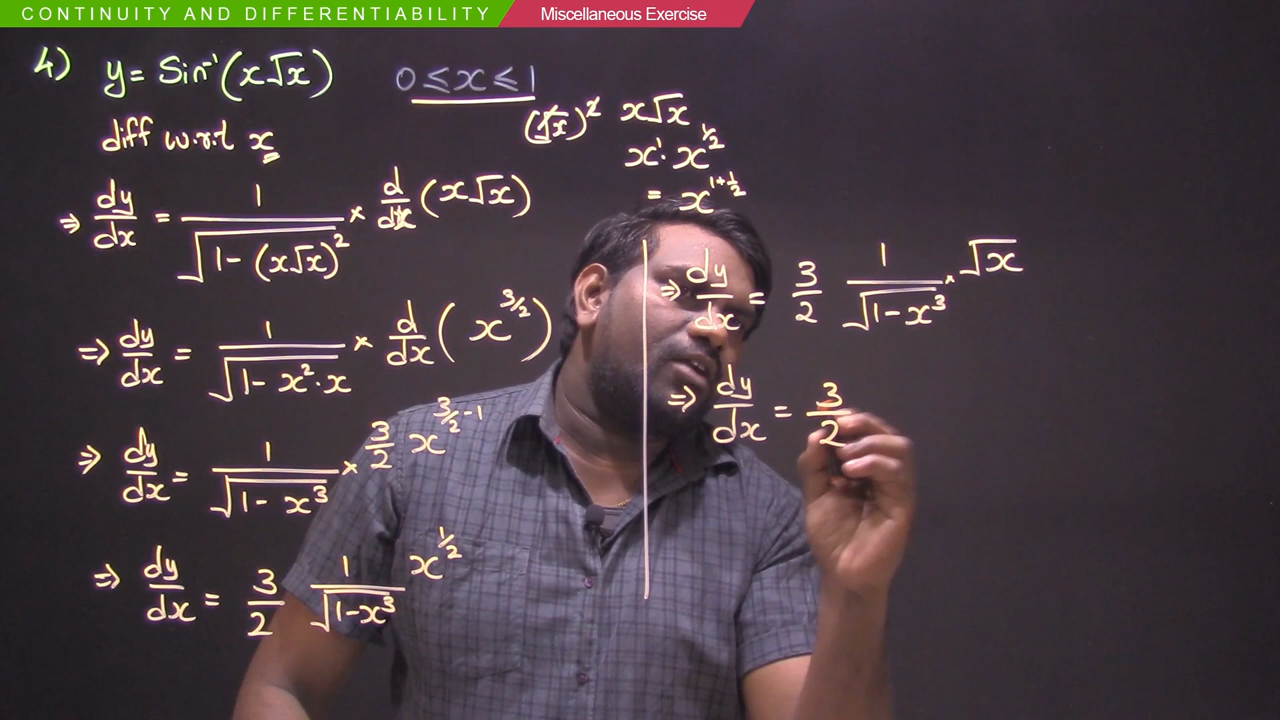 CONTINUITY AND DIFFERENTIABILITY
Miscellaneous Exercise
4) y = Sin⁻¹(x√x) 0 ≤ x ≤ 1
diff w.r.t x
(√x)² x√x
x¹·x^(1/2)
= x^(1+1/2)
⇒ dy/dx = 1/√(1-(x√x)²) × d/dx (x√x)
⇒ dy/dx = 1/√(1-x²·x) × d/dx (x^(3/2))
⇒ dy/dx = 1/√(1-x³) × 3/2 x^(3/2-1)
⇒ dy/dx = 3/2 1/√(1-x³) x^(1/2)
⇒ dy/dx = 3/2 1/√(1-x³) × √x
⇒ dy/dx = 3/2